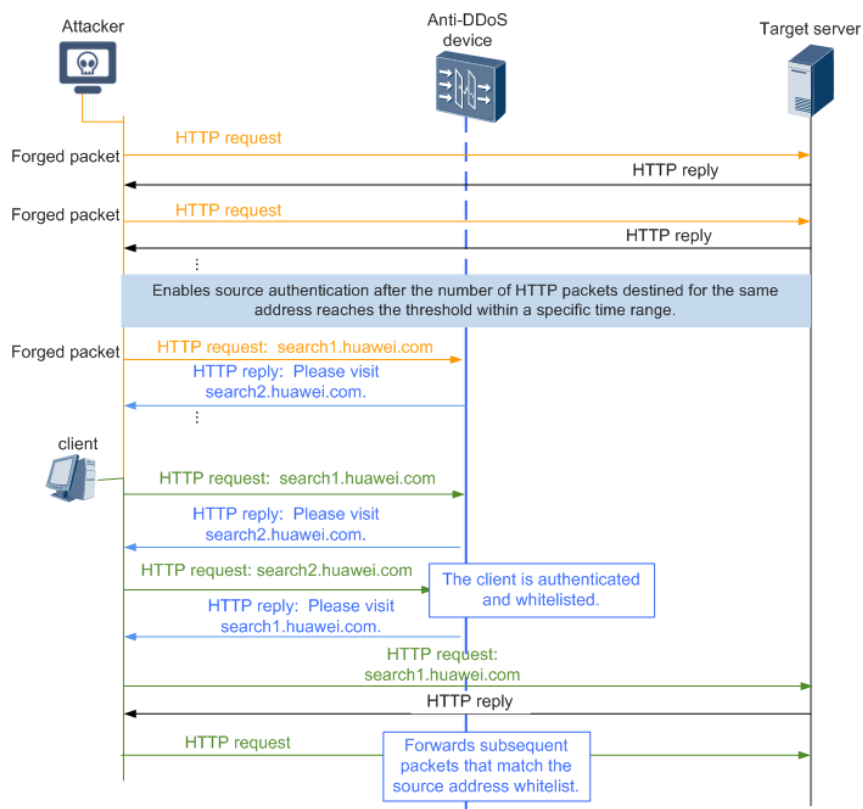 Attacker
Anti-DDoS
device
Target server
HTTP request
Forged packet
HTTP reply
Forged packet
HTTP request
HTTP reply
...
Enables source authentication after the number of HTTP packets destined for the same
address reaches the threshold within a specific time range.
Forged packet
HTTP request: search1.huawei.com
HTTP reply: Please visit
search2.huawei.com.
...
client
HTTP request: search1.huawei.com
HTTP reply: Please visit
search2.huawei.com.
HTTP request: search2.huawei.com
The client is authenticated
and whitelisted.
HTTP reply: Please visit
search1.huawei.com.
HTTP request:
search1.huawei.com
HTTP reply
HTTP request
Forwards subsequent
packets that match the
source address whitelist.